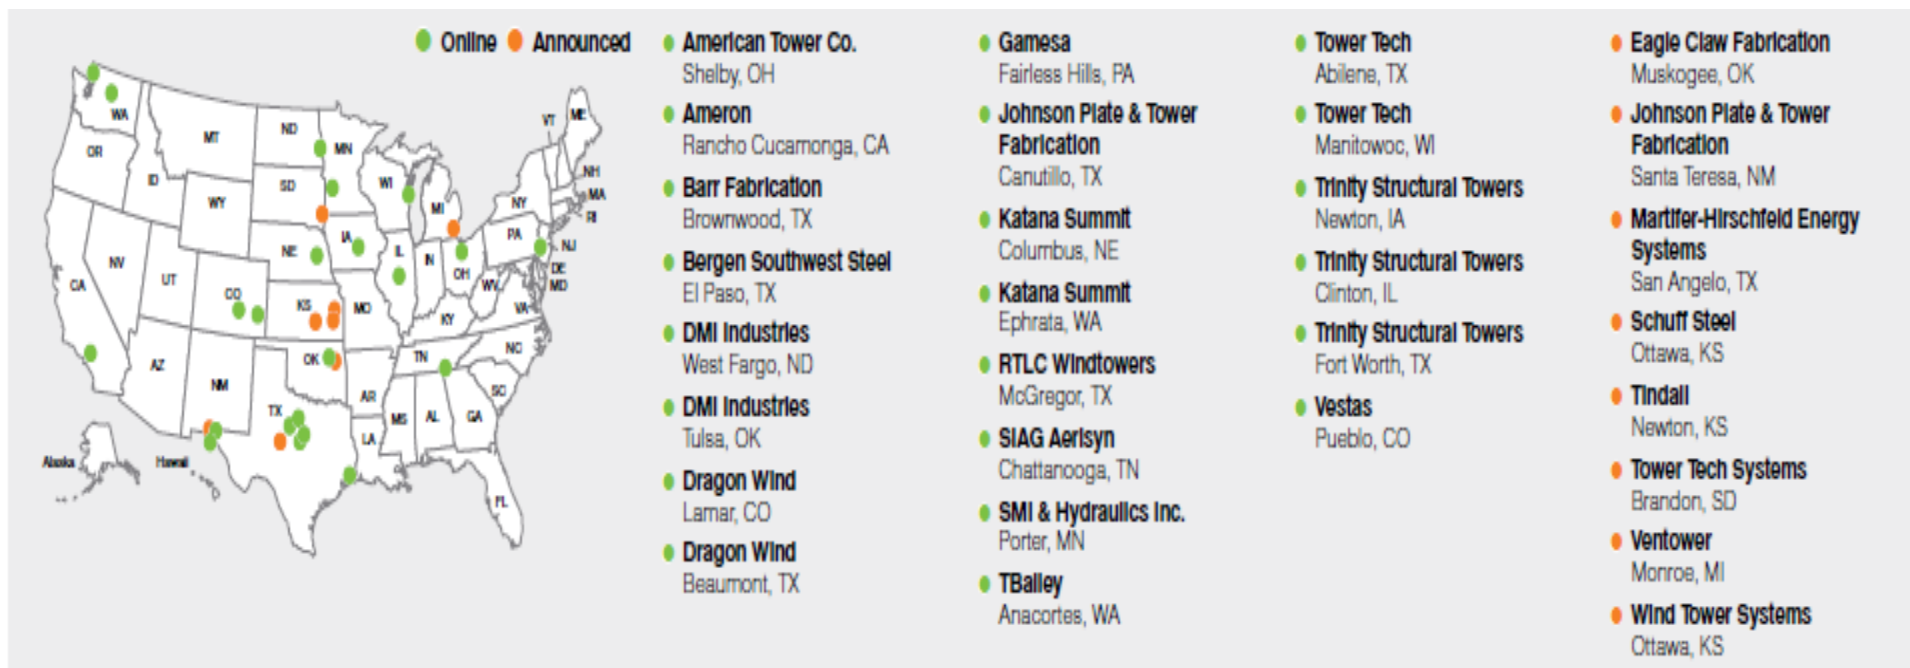 Online Announced
WA
OR
CA
NV
ID
MT
WY
UT
AZ
CO
NM
ND
SD
NE
KS
OK
TX
MN
IA
MO
AR
LA
WI
IL
MI
IN
OH
KY
TN
MS
AL
GA
FL
SC
NC
VA
WV
PA
NY
VT
ME
NH
MA
RI
NJ
DE
MD
Alaska
Hawaii
American Tower Co.
Shelby, OH
Ameron
Rancho Cucamonga, CA
Barr Fabrication
Brownwood, TX
Bergen Southwest Steel
El Paso, TX
DMI Industries
West Fargo, ND
DMI Industries
Tulsa, OK
Dragon Wind
Lamar, CO
Dragon Wind
Beaumont, TX
Gamesa
Fairless Hills, PA
Johnson Plate & Tower
Fabrication
Canutillo, TX
Katana Summit
Columbus, NE
Katana Summit
Ephrata, WA
RTLC Windtowers
McGregor, TX
SIAG Aerisyn
Chattanooga, TN
SMI & Hydraulics Inc.
Porter, MN
TBailey
Anacortes, WA
Tower Tech
Abilene, TX
Tower Tech
Manitowoc, WI
Trinity Structural Towers
Newton, IA
Trinity Structural Towers
Clinton, IL
Trinity Structural Towers
Fort Worth, TX
Vestas
Pueblo, CO
Eagle Claw Fabrication
Muskogee, OK
Johnson Plate & Tower
Fabrication
Santa Teresa, NM
Martifer-Hirschfeld Energy
Systems
San Angelo, TX
Schuff Steel
Ottawa, KS
Tindall
Newton, KS
Tower Tech Systems
Brandon, SD
Ventower
Monroe, MI
Wind Tower Systems
Ottawa, KS